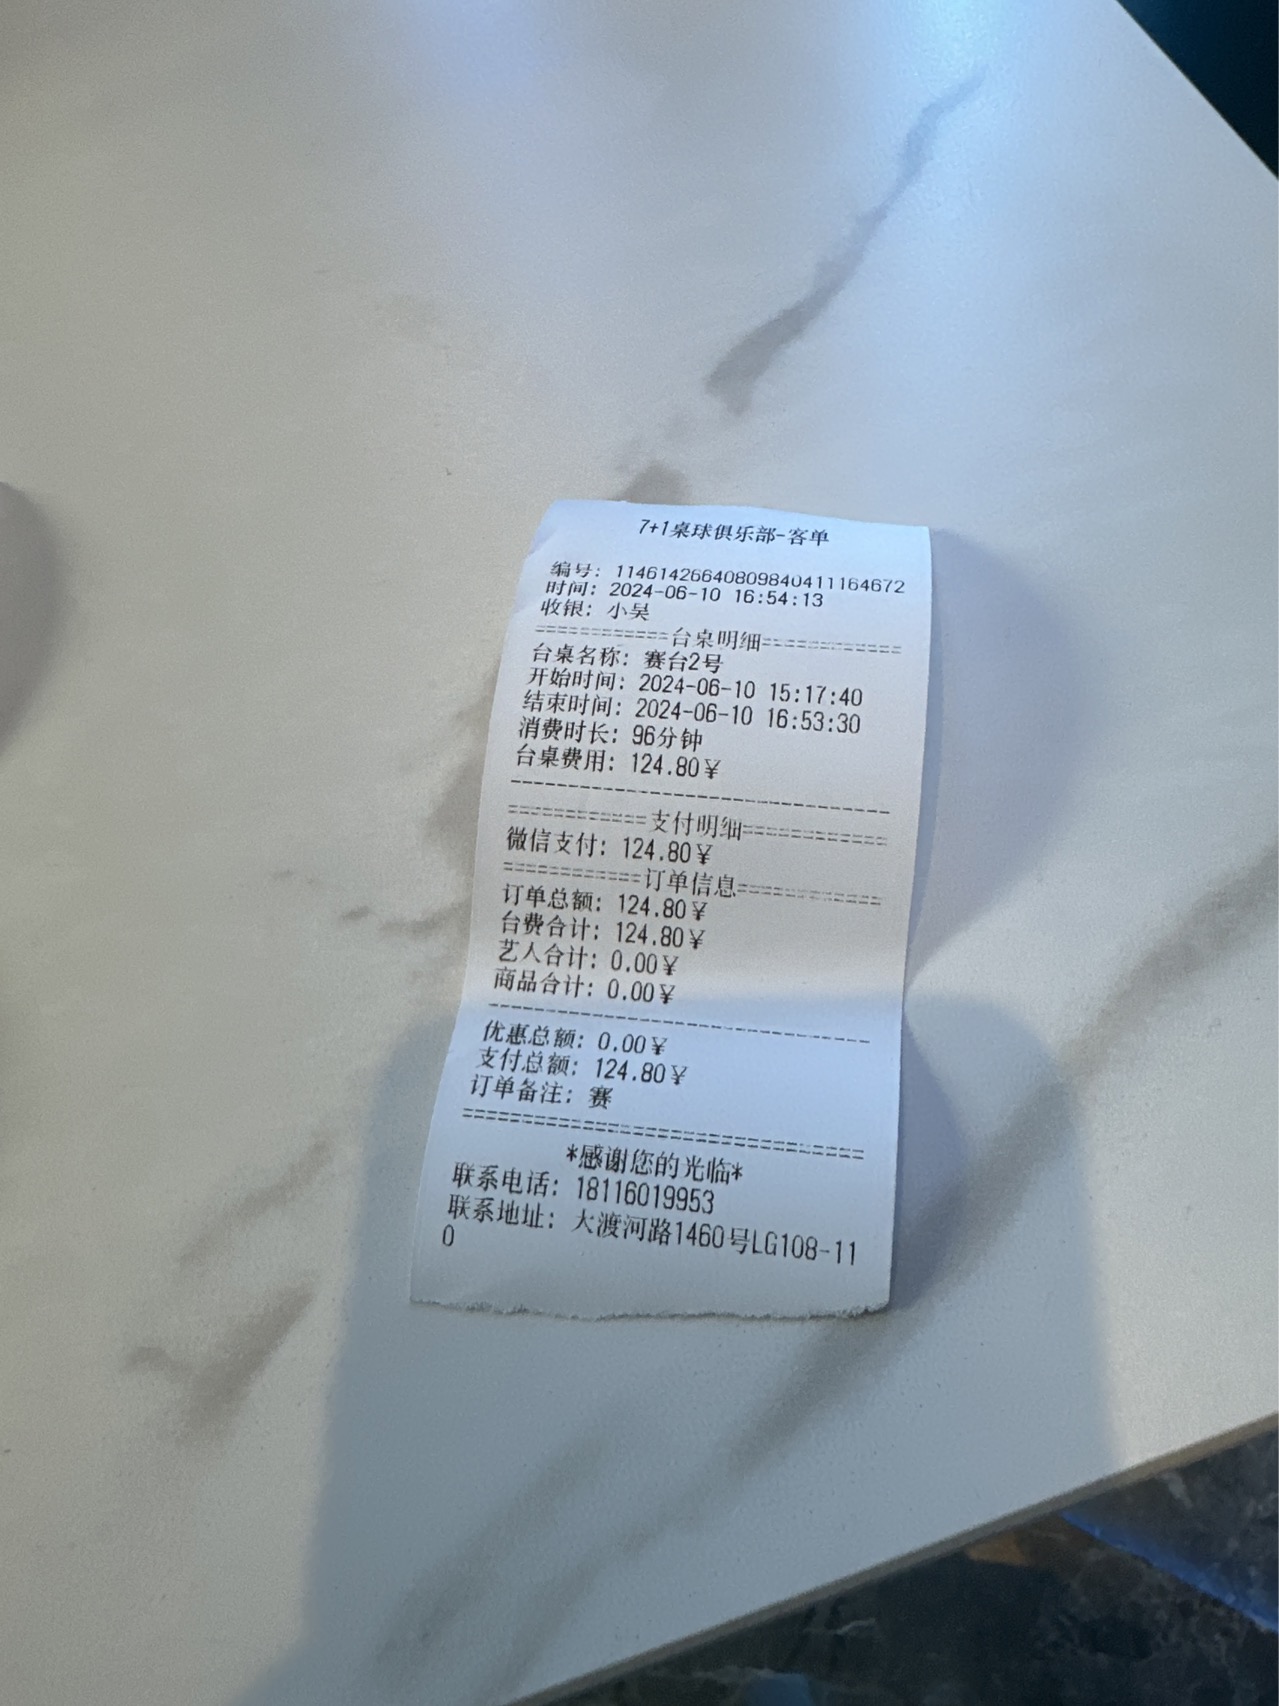 7+1桌球俱乐部-客单
编号: 1146142664080984041​1164672
时间: 2024-06-10 16:54:13
收银: 小吴
============台桌明细============
台桌名称: 赛台2号
开始时间: 2024-06-10 15:17:40
结束时间: 2024-06-10 16:53:30
消费时长: 96分钟
台桌费用: 124.80¥
--------------------------------
============支付明细============
微信支付: 124.80¥
============订单信息============
订单总额: 124.80¥
台费合计: 124.80¥
艺人合计: 0.00¥
商品合计: 0.00¥
--------------------------------
优惠总额: 0.00¥
支付总额: 124.80¥
订单备注: 赛
================================
*感谢您的光临*
联系电话: 18116019953
联系地址: 大渡河路1460号LG108-11
0